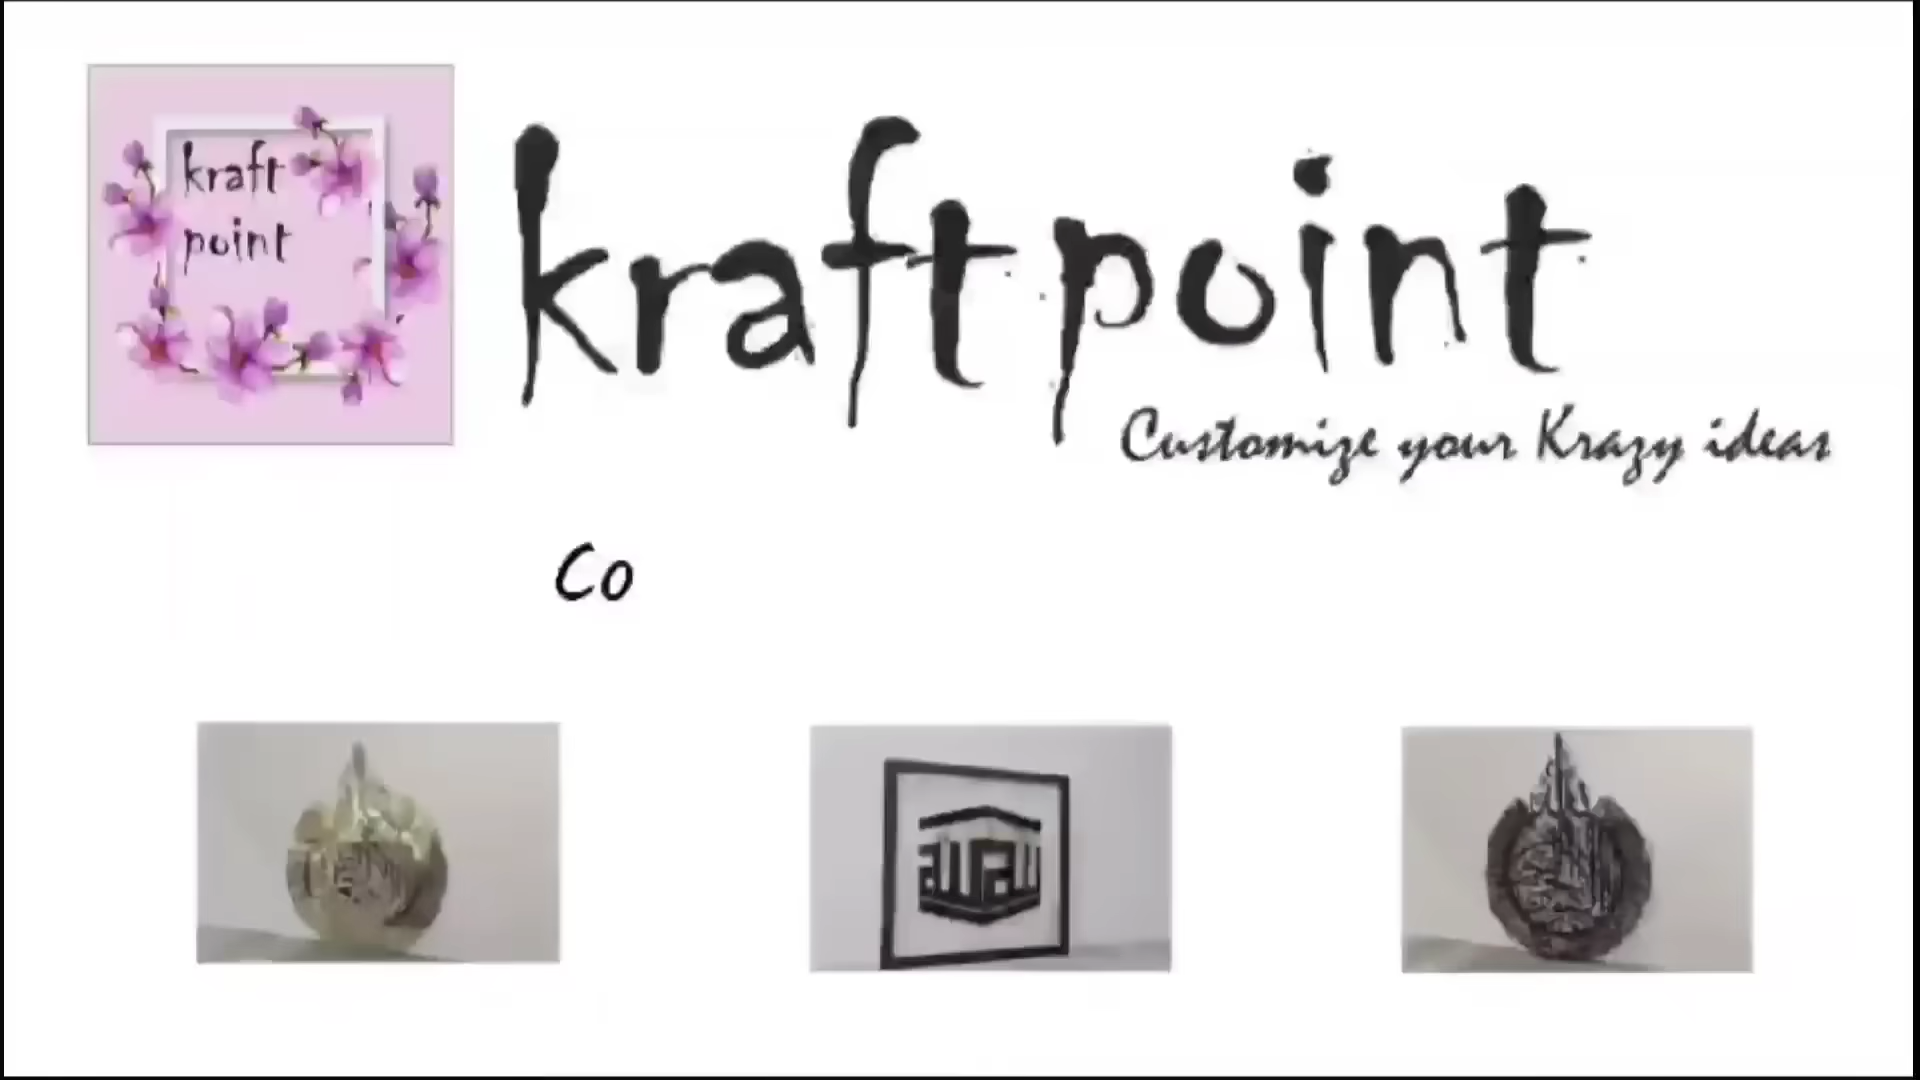 kraft
point
kraft point
Customize your Krazy ideas
Co